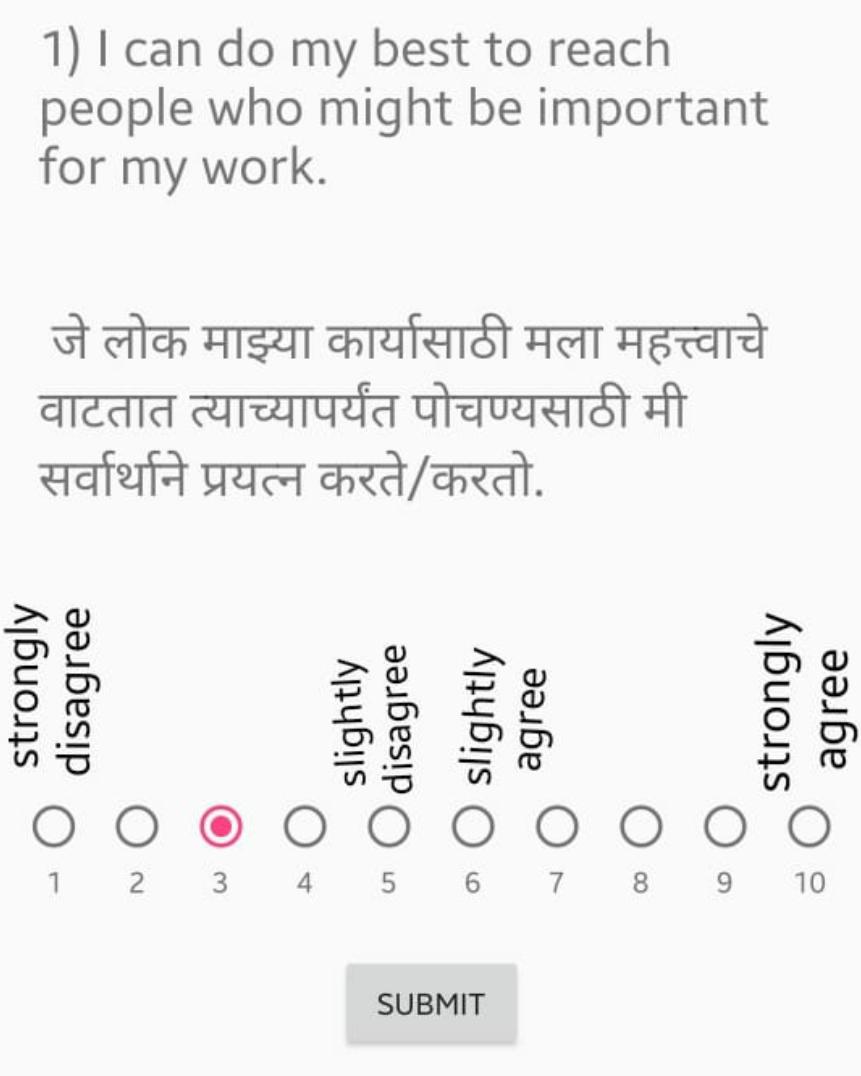 1) I can do my best to reach
people who might be important
for my work.
जे लोक माझ्या कार्यासाठी मला महत्त्वाचे
वाटतात त्याच्यापर्यंत पोचण्यसाठी मी
सर्वार्थाने प्रयत्न करते/करतो.
strongly
disagree
slightly
disagree
slightly
agree
strongly
agree
1 2 3 4 5 6 7 8 9 10
SUBMIT